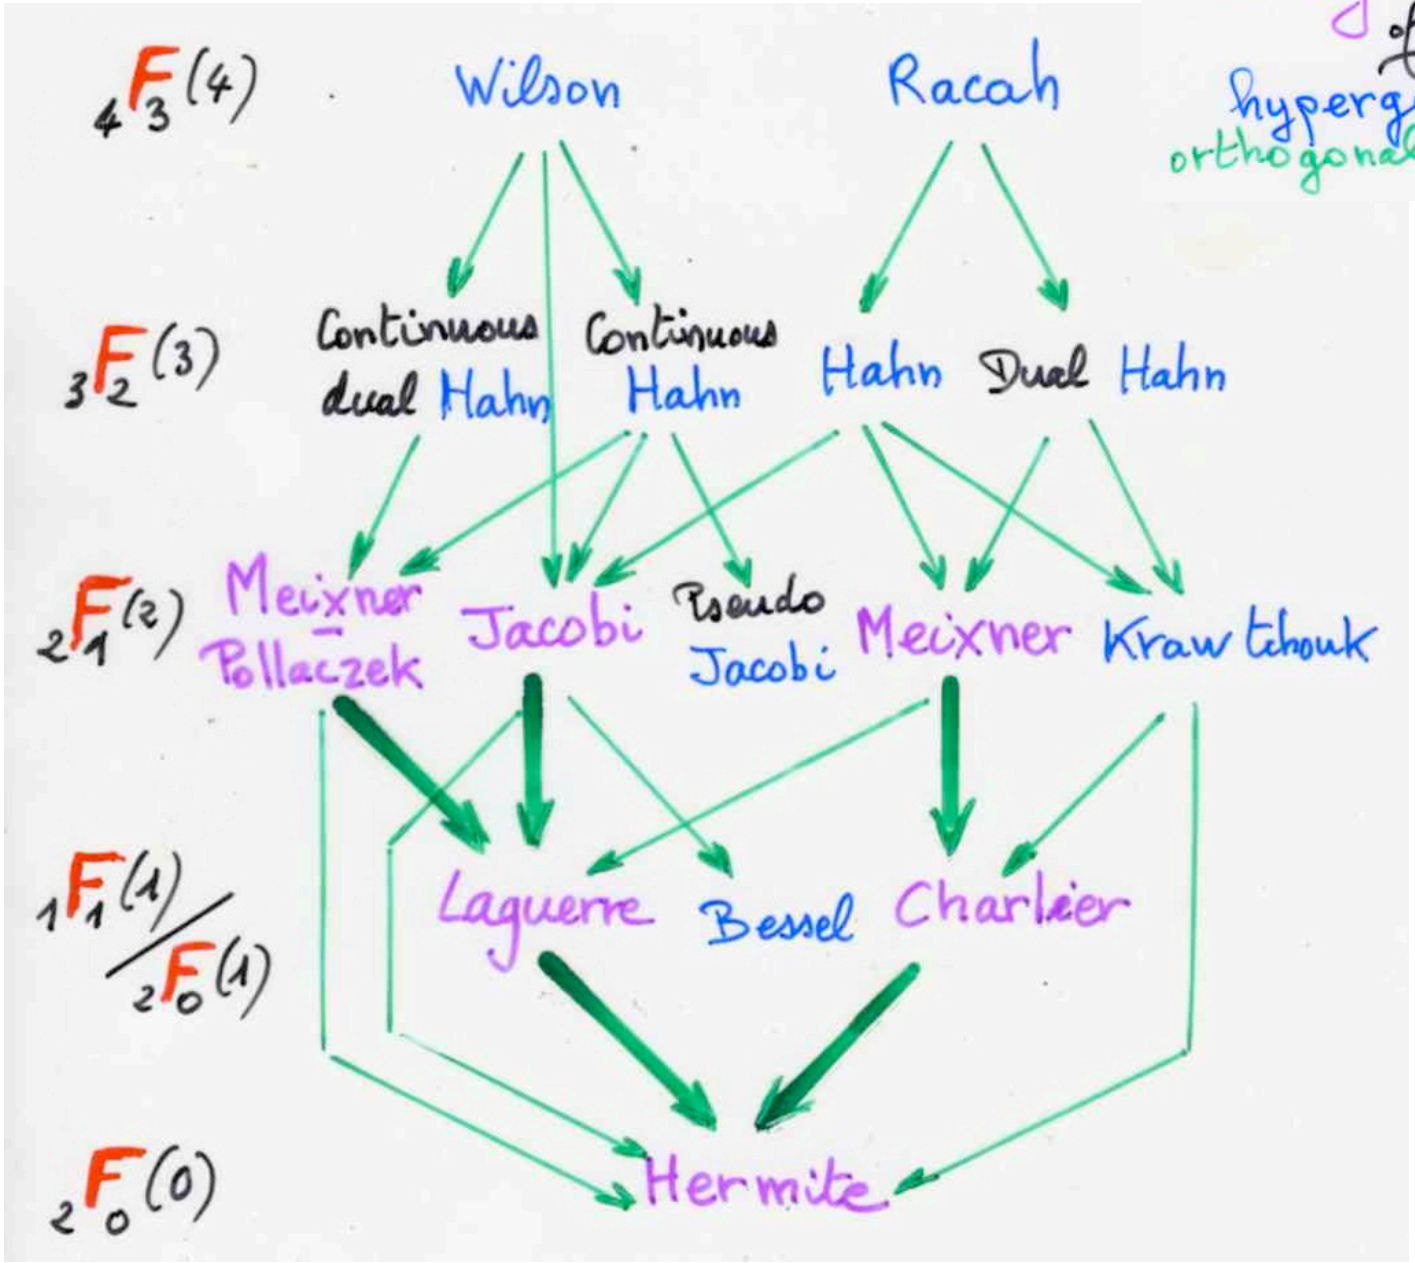 4F3(4)
Wilson
Racah
of
hyperg
orthogonal
3F2(3)
Continuous
dual Hahn
Continuous
Hahn
Hahn
Dual Hahn
2F1(2)
Meixner
Pollaczek
Jacobi
Pseudo
Jacobi
Meixner
Krawtchouk
1F1(1)
/
2F0(1)
Laguerre
Bessel
Charlier
2F0(0)
Hermite